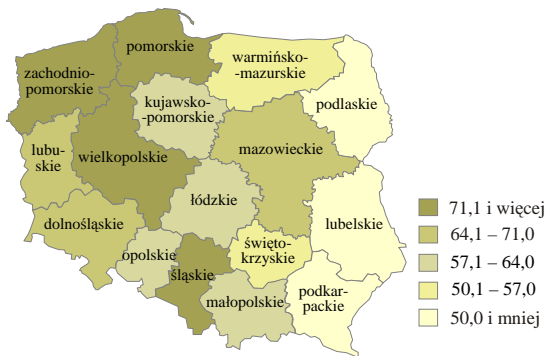 pomorskie
warmińsko-
-mazurskie
zachodnio-
pomorskie
kujawsko-
-pomorskie
podlaskie
lubu-
skie
wielkopolskie
mazowieckie
łódzkie
dolnośląskie
lubelskie
opolskie
śląskie
święto-
krzyskie
małopolskie
podkar-
packie
71,1 i więcej
64,1 – 71,0
57,1 – 64,0
50,1 – 57,0
50,0 i mniej